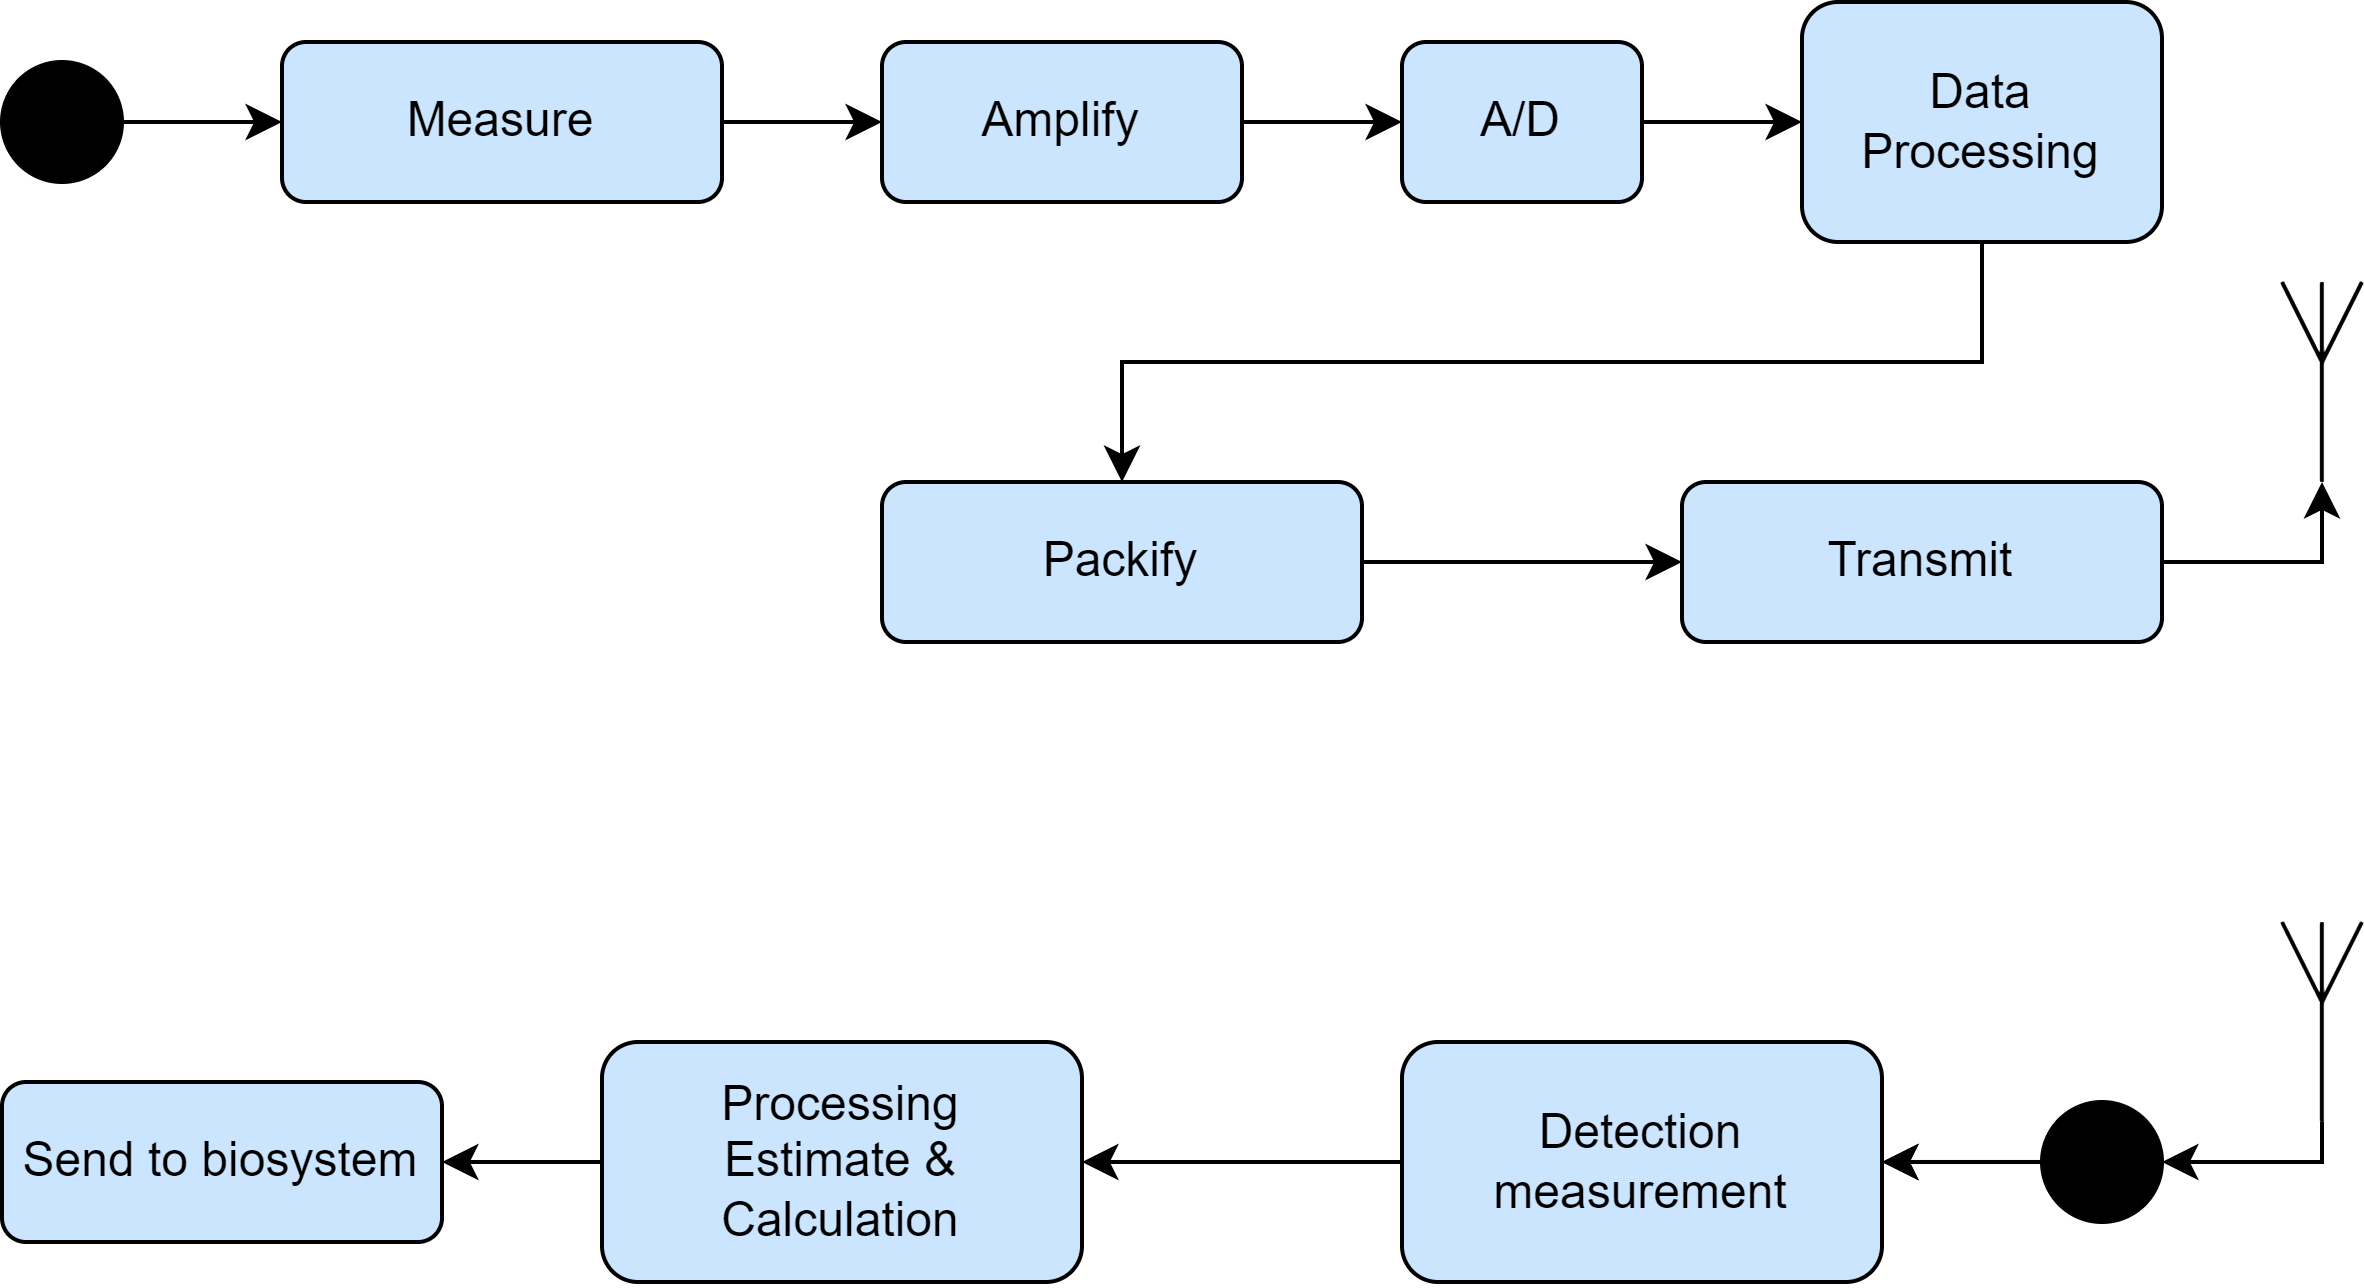 Measure
Amplify
A/D
Data
Processing
Packify
Transmit
Send to biosystem
Processing
Estimate &
Calculation
Detection
measurement